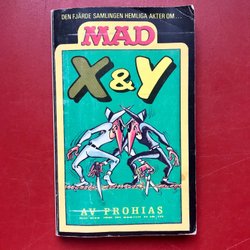 DEN FJÄRDE SAMLINGEN HEMLIGA AKTER OM...
MAD
X & Y
AV PROHIAS